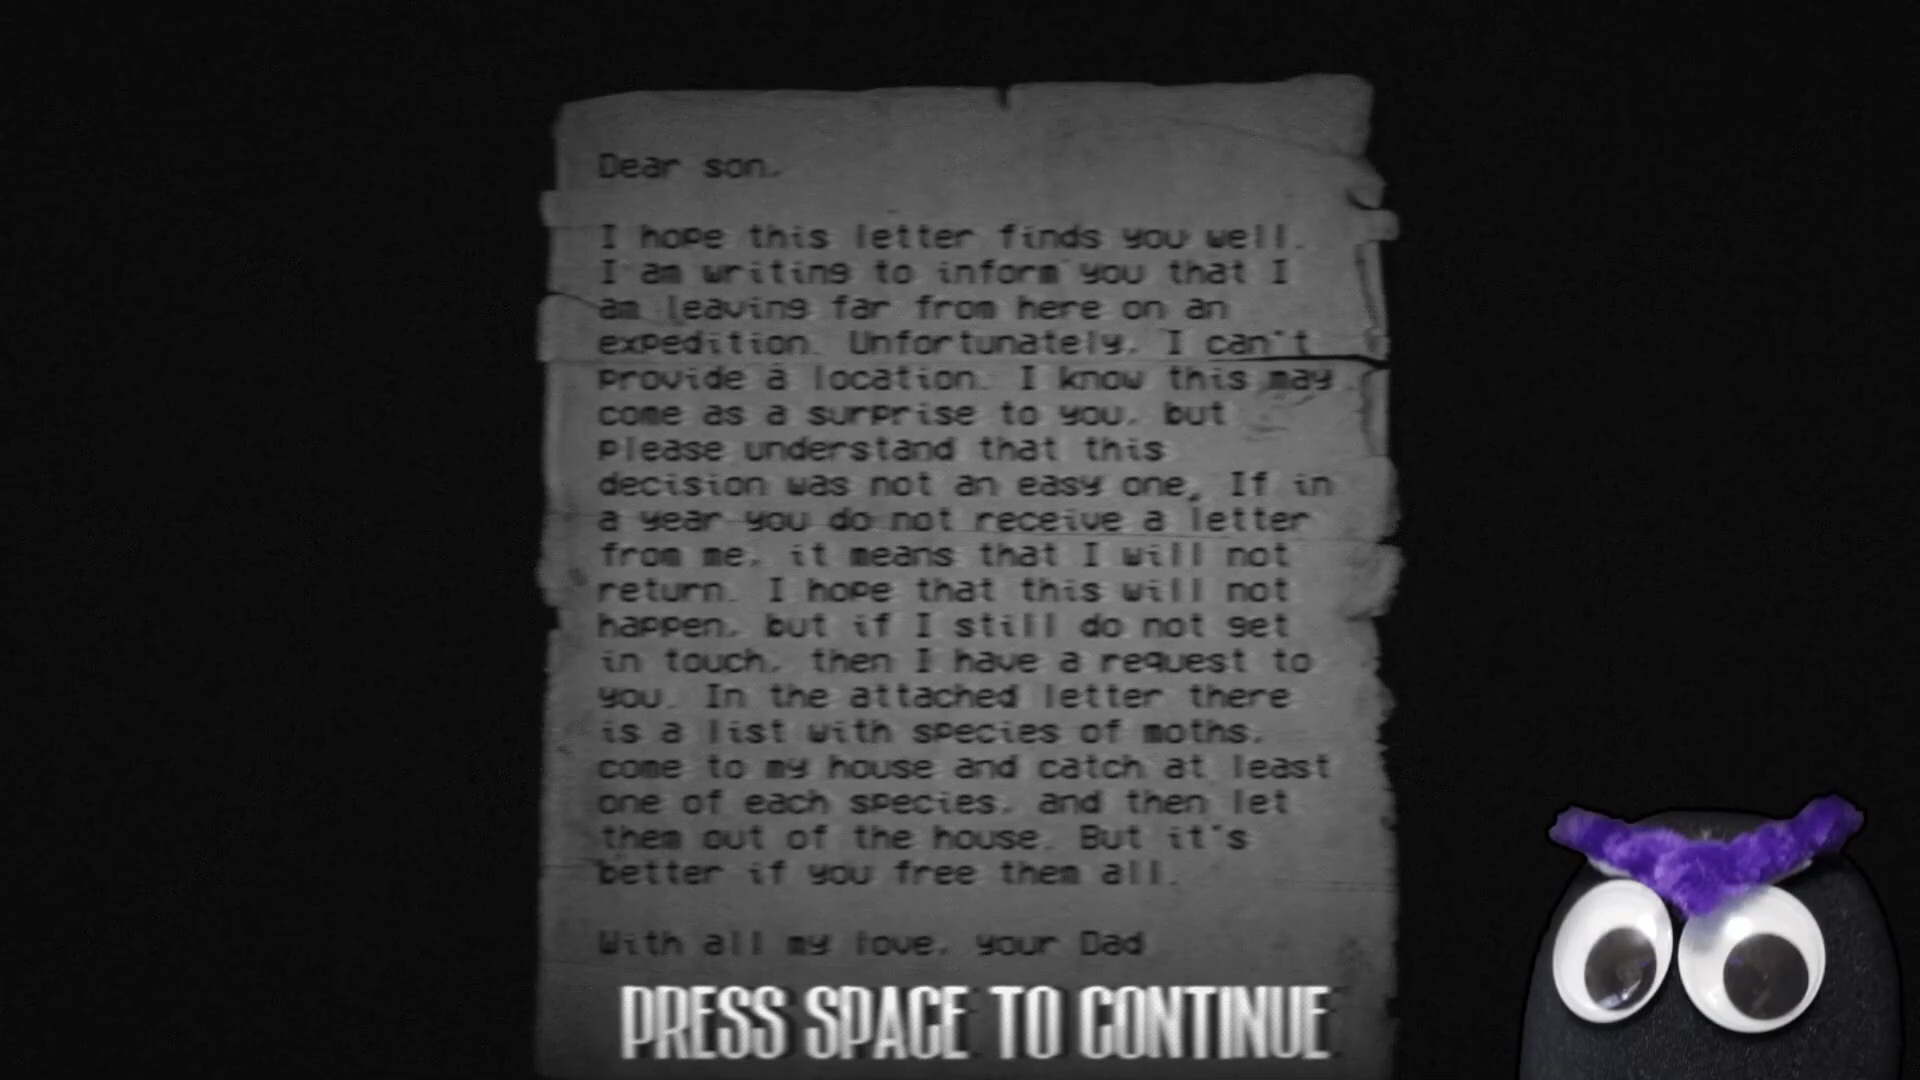 Dear son,
I hope this letter finds you well.
I am writing to inform you that I
am leaving far from here on an
expedition. Unfortunately, I can't
provide a location. I know this may
come as a surprise to you, but
please understand that this
decision was not an easy one. If in
a year you do not receive a letter
from me, it means that I will not
return. I hope that this will not
happen, but if I still do not get
in touch, then I have a request to
you. In the attached letter there
is a list with species of moths,
come to my house and catch at least
one of each species, and then let
them out of the house. But it's
better if you free them all.
With all my love, your Dad
PRESS SPACE TO CONTINUE